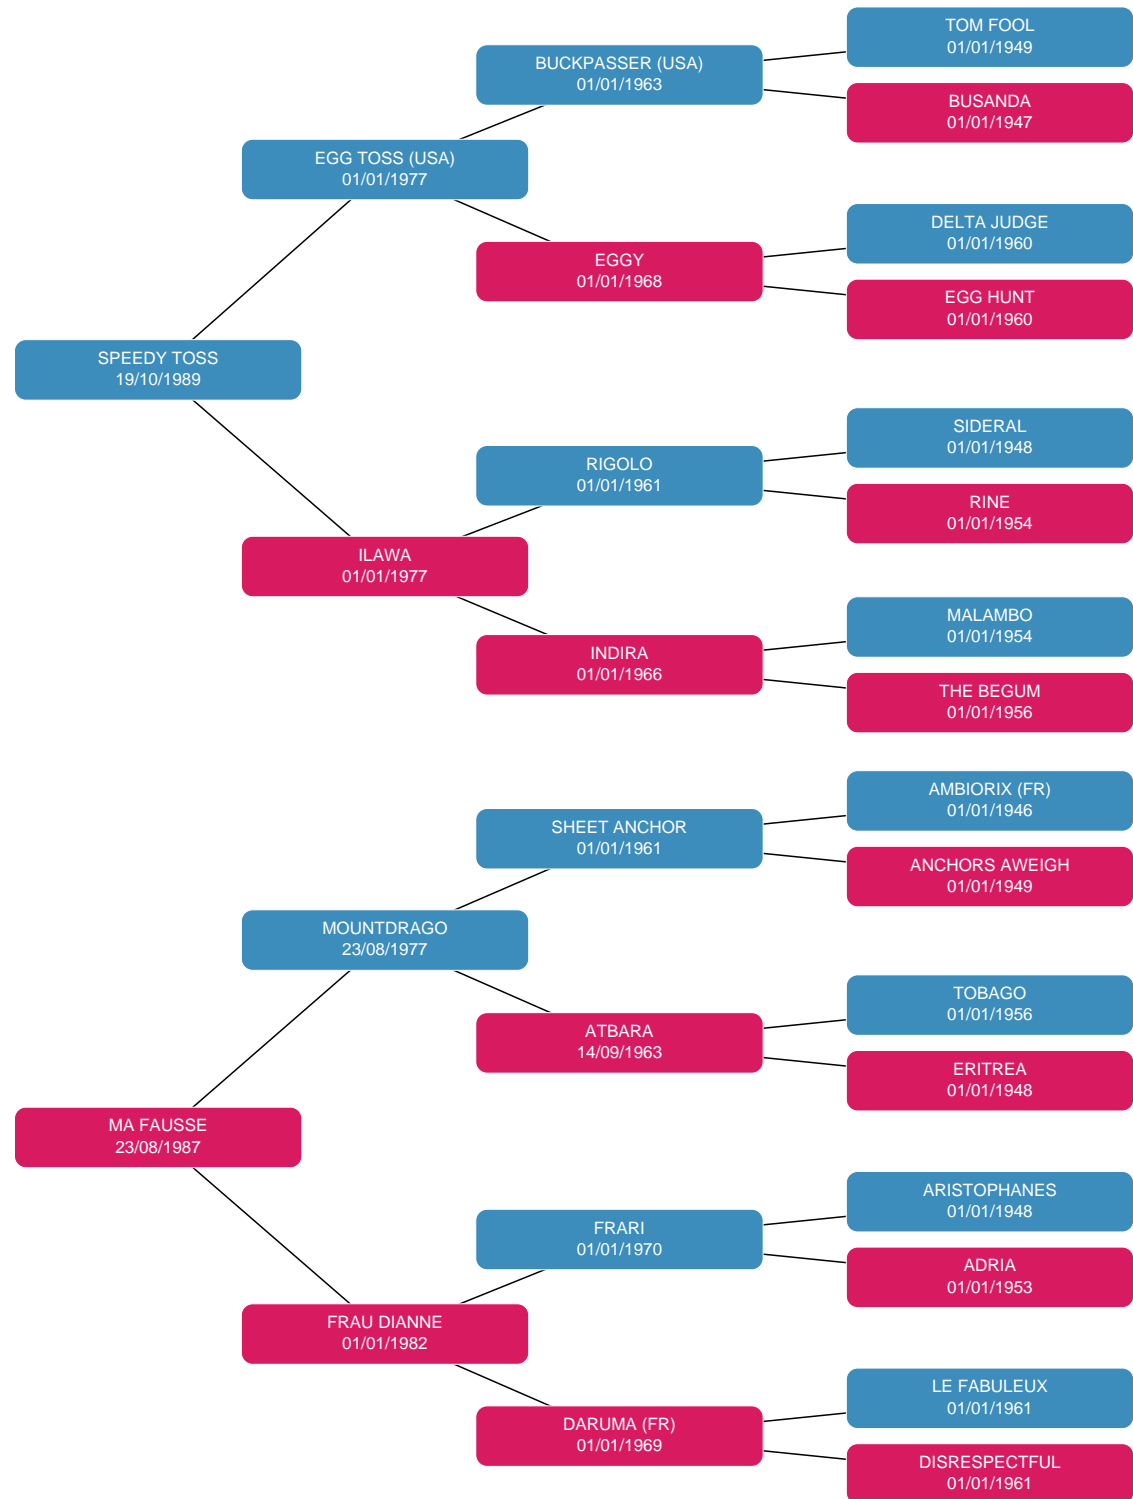 TOM FOOL
01/01/1949
BUCKPASSER (USA)
01/01/1963
BUSANDA
01/01/1947
EGG TOSS (USA)
01/01/1977
DELTA JUDGE
01/01/1960
EGGY
01/01/1968
EGG HUNT
01/01/1960
SPEEDY TOSS
19/10/1989
SIDERAL
01/01/1948
RIGOLO
01/01/1961
RINE
01/01/1954
ILAWA
01/01/1977
MALAMBO
01/01/1954
INDIRA
01/01/1966
THE BEGUM
01/01/1956
AMBIORIX (FR)
01/01/1946
SHEET ANCHOR
01/01/1961
ANCHORS AWEIGH
01/01/1949
MOUNTDRAGO
23/08/1977
TOBAGO
01/01/1956
ATBARA
14/09/1963
ERITREA
01/01/1948
MA FAUSSE
23/08/1987
ARISTOPHANES
01/01/1948
FRARI
01/01/1970
ADRIA
01/01/1953
FRAU DIANNE
01/01/1982
LE FABULEUX
01/01/1961
DARUMA (FR)
01/01/1969
DISRESPECTFUL
01/01/1961